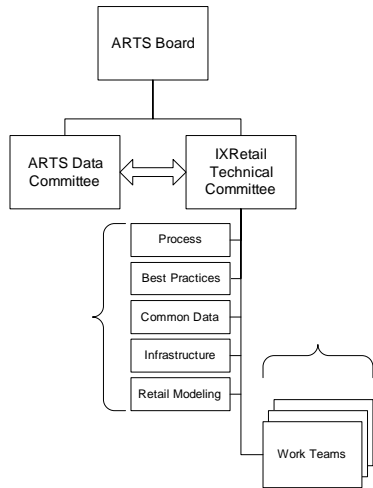 ARTS Board
ARTS Data
Committee
IXRetail
Technical
Committee
Process
Best Practices
Common Data
Infrastructure
Retail Modeling
Work Teams